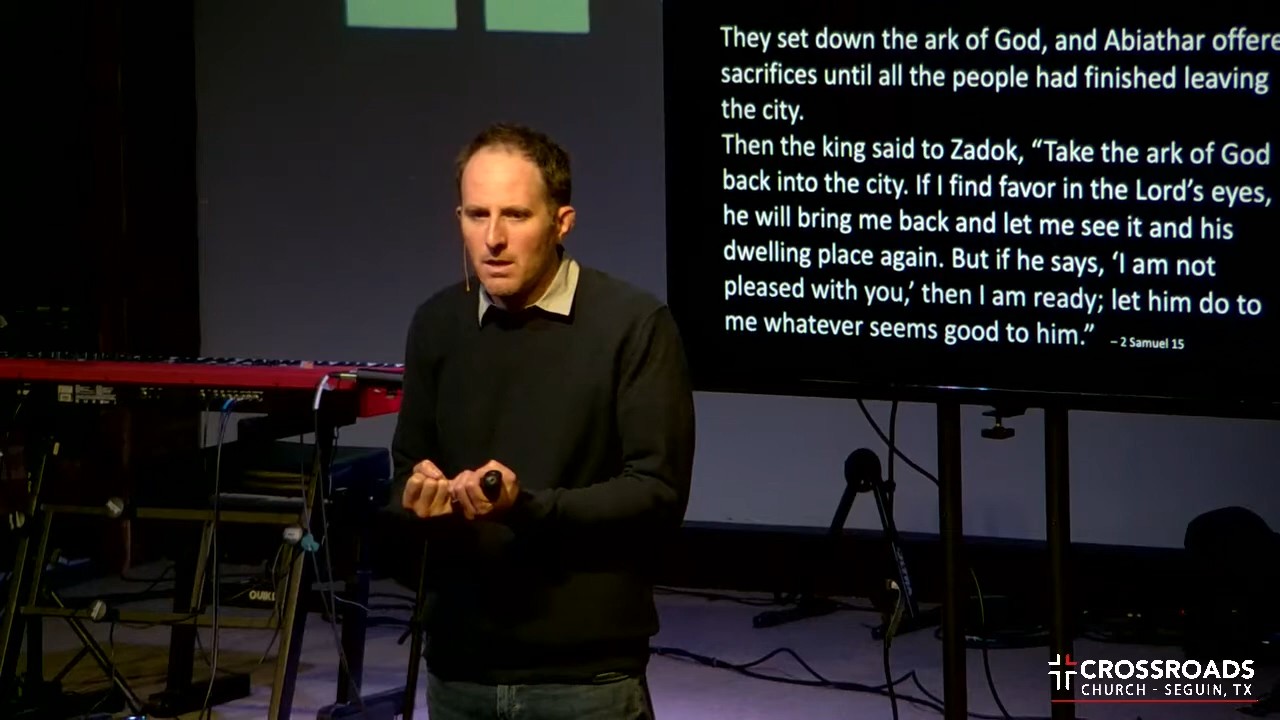 They set down the ark of God, and Abiathar offere
sacrifices until all the people had finished leaving
the city.
Then the king said to Zadok, “Take the ark of God
back into the city. If I find favor in the Lord’s eyes,
he will bring me back and let me see it and his
dwelling place again. But if he says, ‘I am not
pleased with you,’ then I am ready; let him do to
me whatever seems good to him.” – 2 Samuel 15
CROSSROADS
CHURCH - SEGUIN, TX